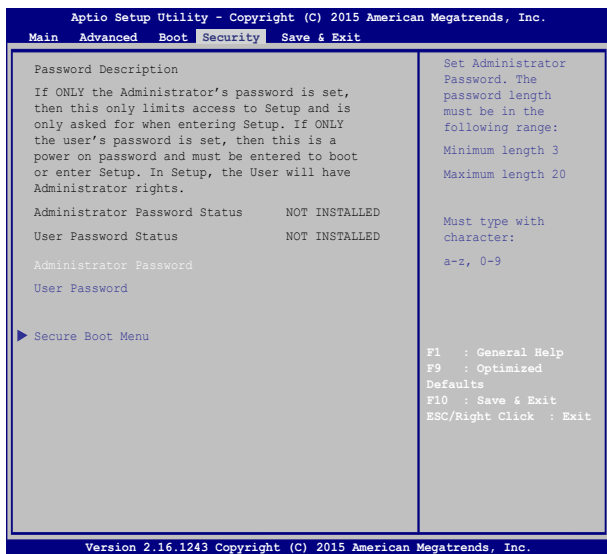 Aptio Setup Utility - Copyright (C) 2015 American Megatrends, Inc.
Main Advanced Boot Security Save & Exit
Password Description
If ONLY the Administrator's password is set,
then this only limits access to Setup and is
only asked for when entering Setup. If ONLY
the user's password is set, then this is a
power on password and must be entered to boot
or enter Setup. In Setup, the User will have
Administrator rights.
Administrator Password Status NOT INSTALLED
User Password Status NOT INSTALLED
Administrator Password
User Password
Secure Boot Menu
Set Administrator
Password. The
password length
must be in the
following range:
Minimum length 3
Maximum length 20
Must type with
character:
a-z, 0-9
F1 : General Help
F9 : Optimized
Defaults
F10 : Save & Exit
ESC/Right Click : Exit
Version 2.16.1243 Copyright (C) 2015 American Megatrends, Inc.